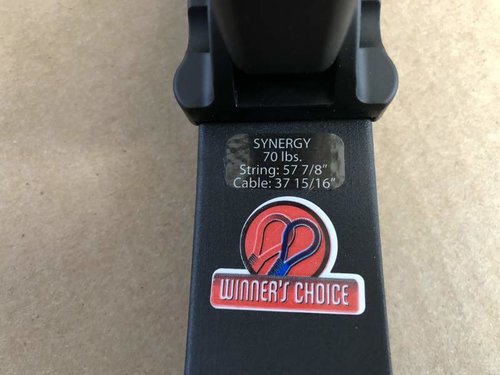 SYNERGY
70 lbs.
String: 57 7/8"
Cable: 37 15/16"
WINNER'S CHOICE